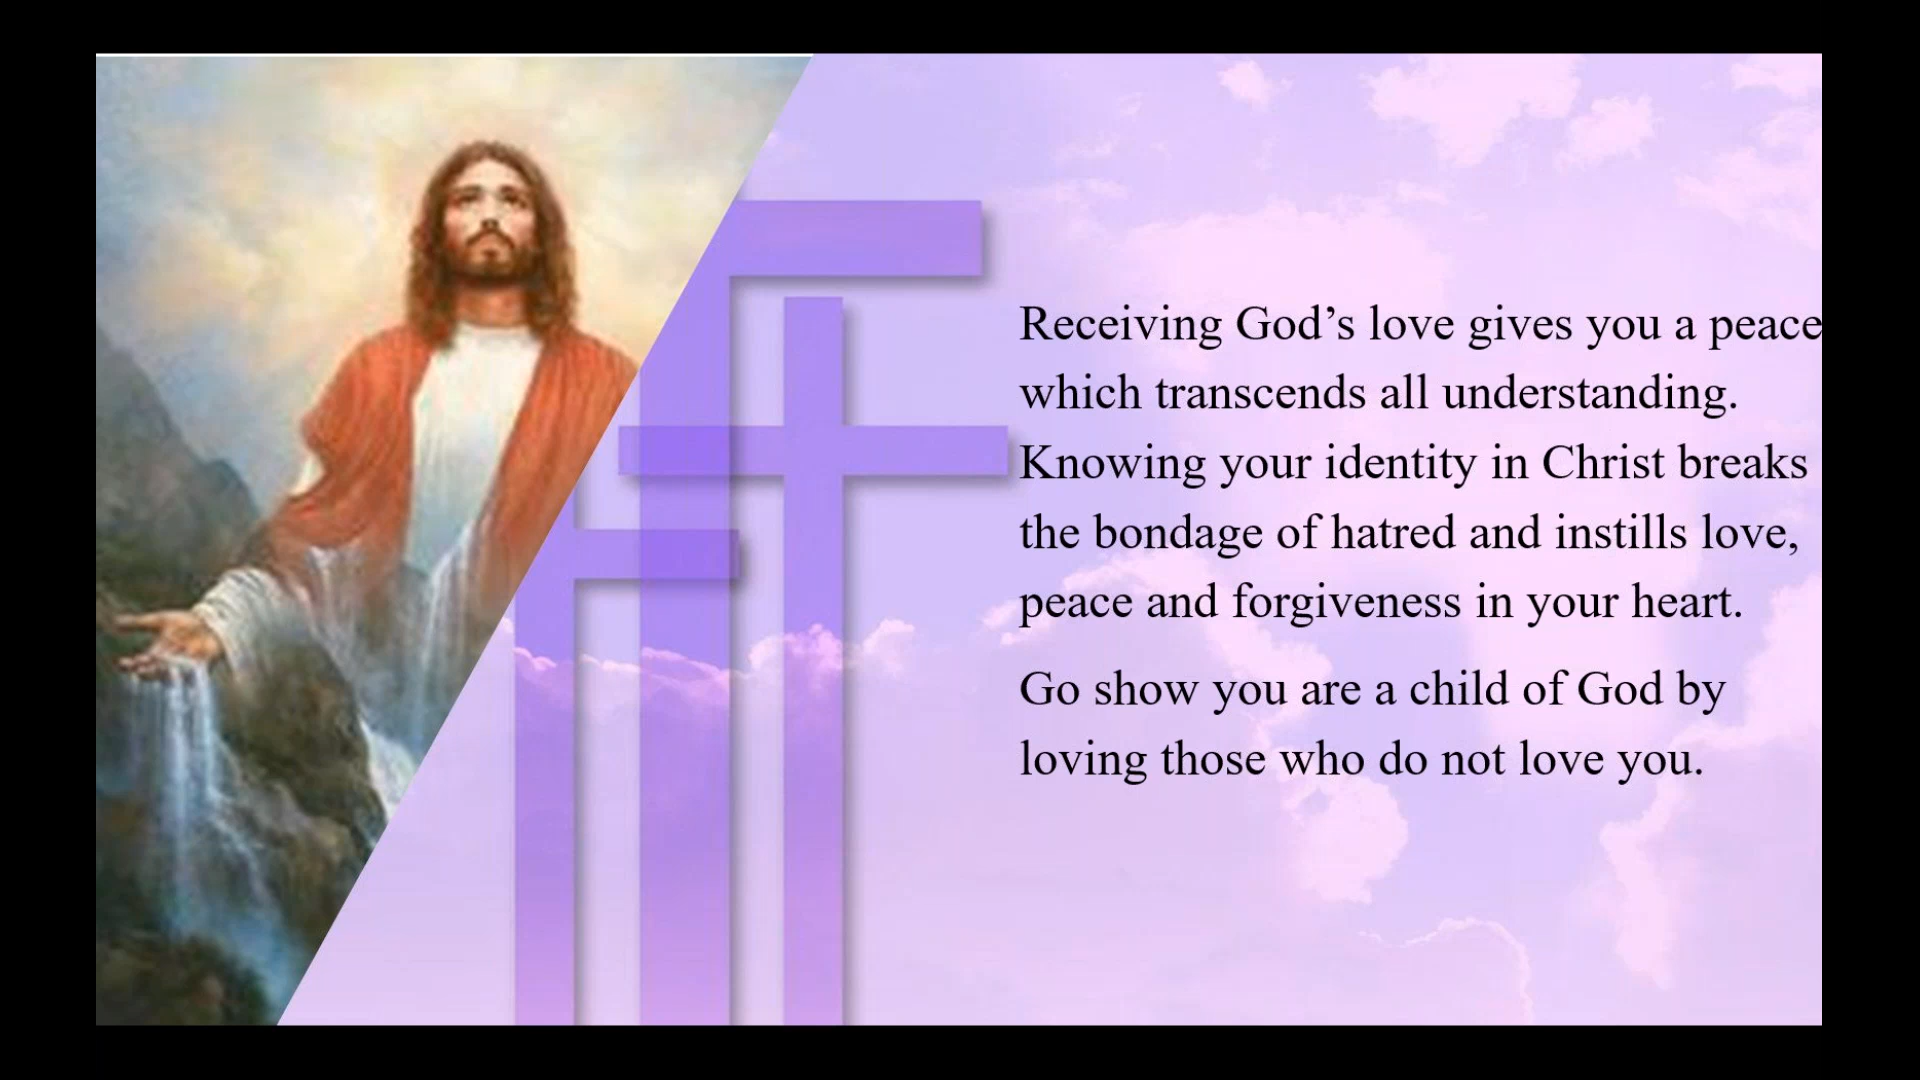 Receiving God’s love gives you a peace
which transcends all understanding.
Knowing your identity in Christ breaks
the bondage of hatred and instills love,
peace and forgiveness in your heart.
Go show you are a child of God by
loving those who do not love you.